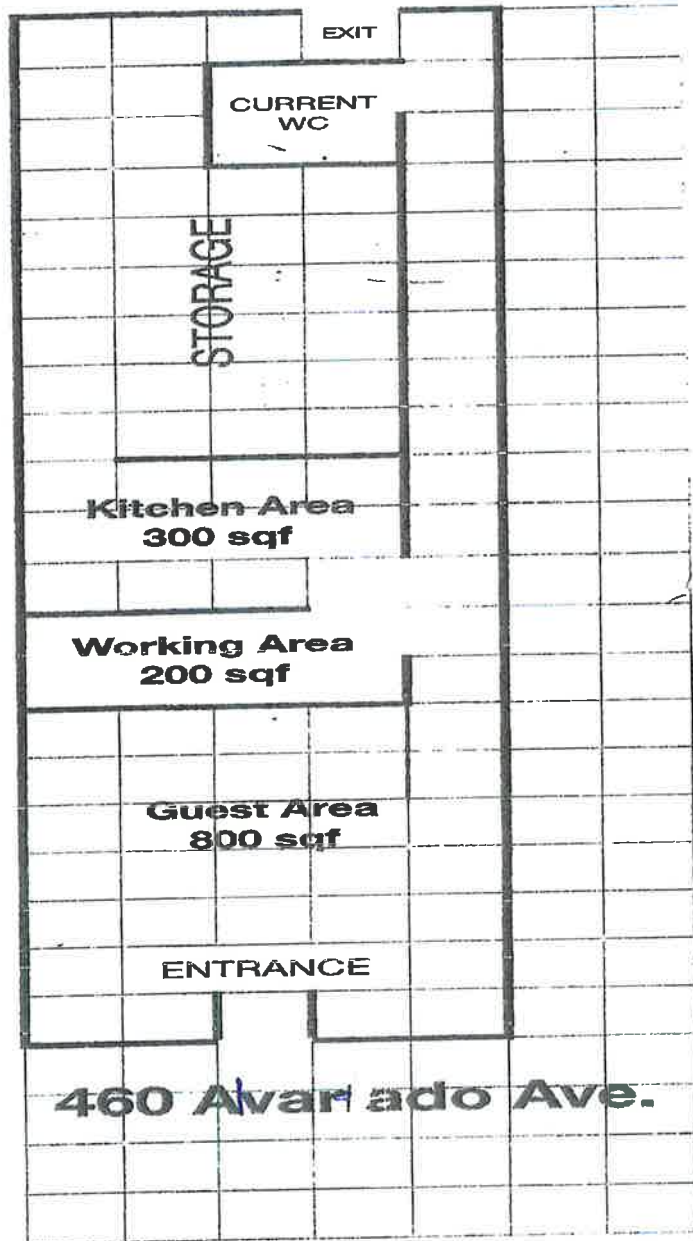 EXIT
CURRENT
WC
STORAGE
Kitchen Area
300 sqf
Working Area
200 sqf
Guest Area
800 sqf
ENTRANCE
460 Alvarado Ave.